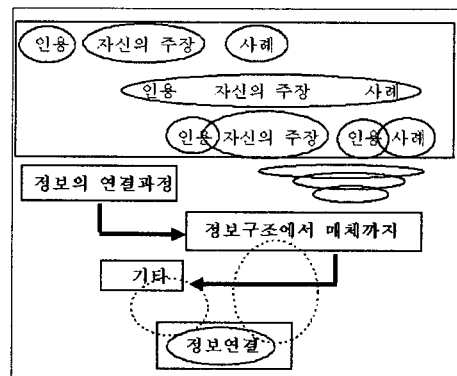 인용 자신의 주장 사례
인용 자신의 주장 사례
인용 자신의 주장 인용 사례
정보의 연결과정
정보구조에서 매체까지
기타
정보연결